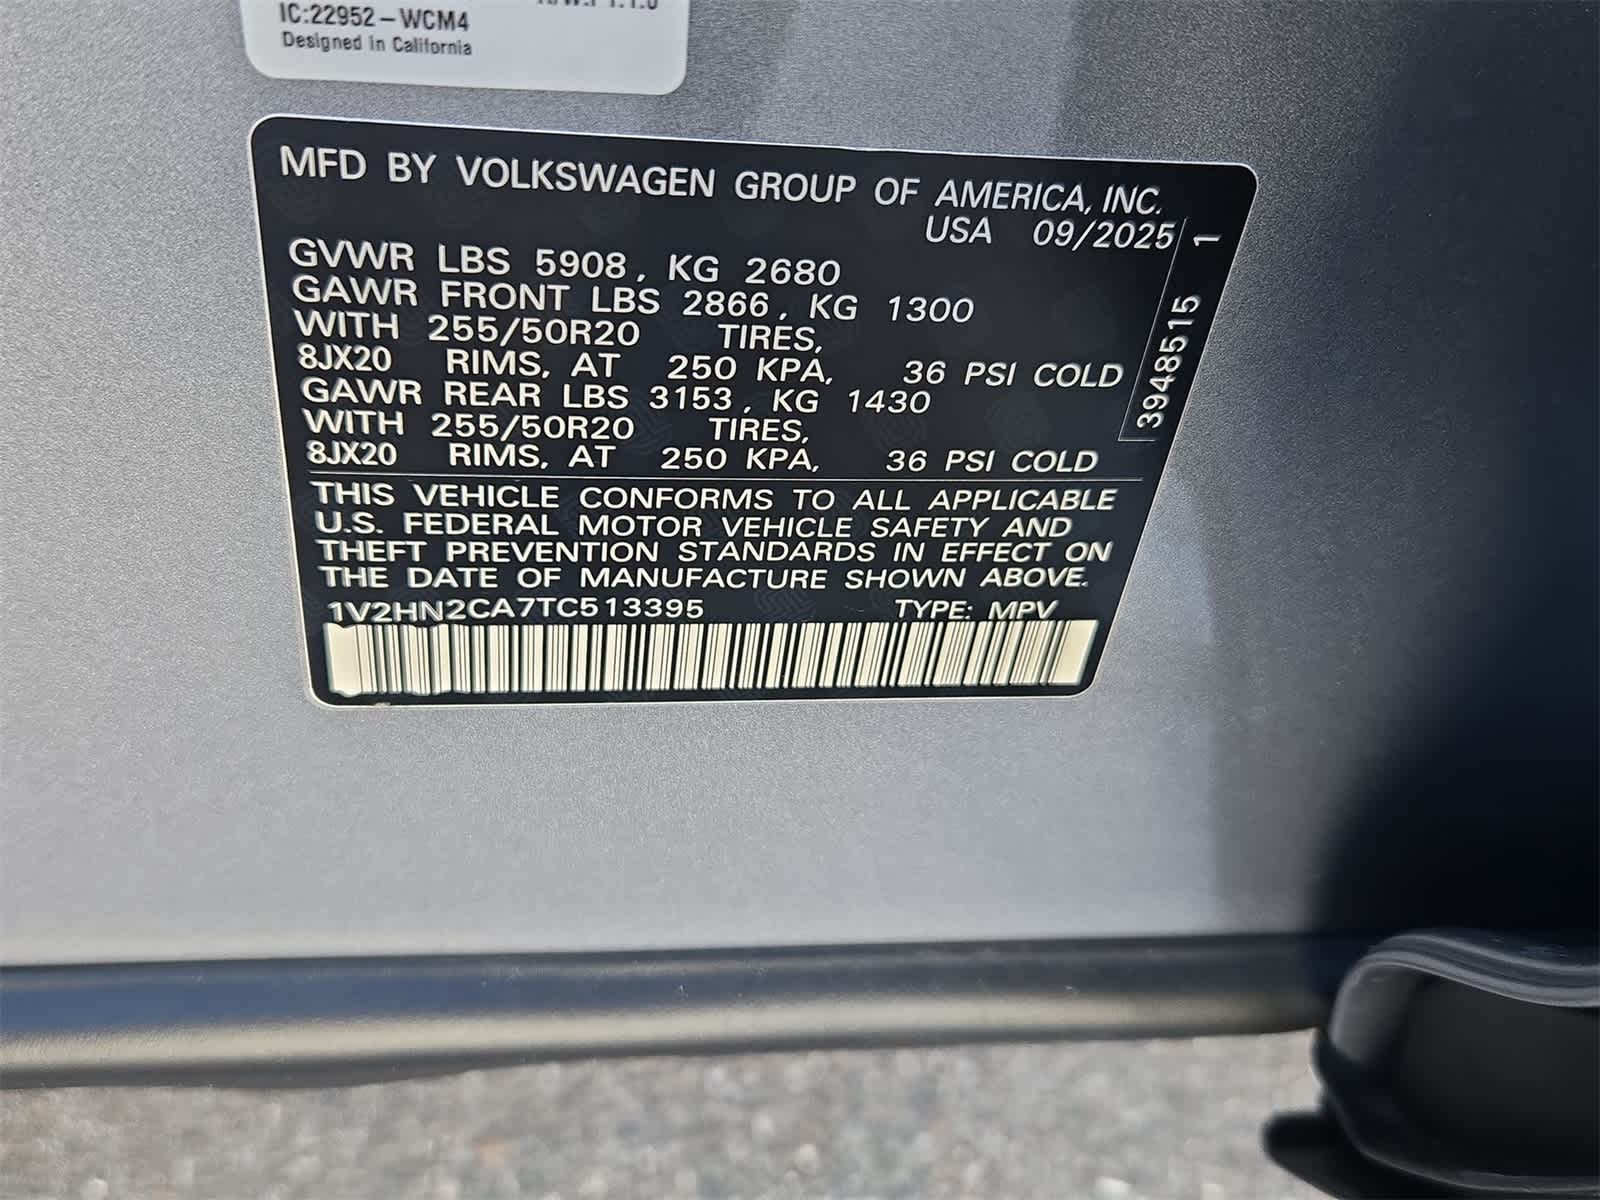 IC:22952-WCM4
Designed in California
MFD BY VOLKSWAGEN GROUP OF AMERICA, INC.
USA 09/2025
GVWR LBS 5908, KG 2680
GAWR FRONT LBS 2866, KG 1300
WITH 255/50R20 TIRES,
8JX20 RIMS, AT 250 KPA, 36 PSI COLD
GAWR REAR LBS 3153, KG 1430
WITH 255/50R20 TIRES,
8JX20 RIMS, AT 250 KPA, 36 PSI COLD
3948515 1
THIS VEHICLE CONFORMS TO ALL APPLICABLE
U.S. FEDERAL MOTOR VEHICLE SAFETY AND
THEFT PREVENTION STANDARDS IN EFFECT ON
THE DATE OF MANUFACTURE SHOWN ABOVE.
1V2HN2CA7TC513395 TYPE: MPV